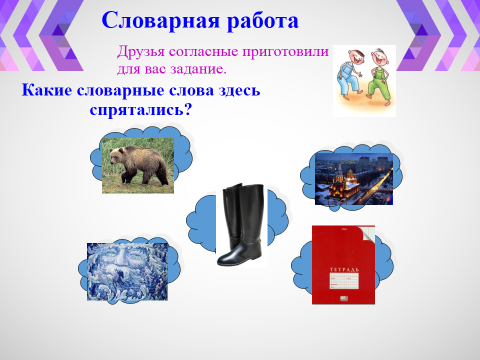 Словарная работа
Друзья согласные приготовили
для вас задание.
Какие словарные слова здесь
спрятались?
ТЕТРАДЬ